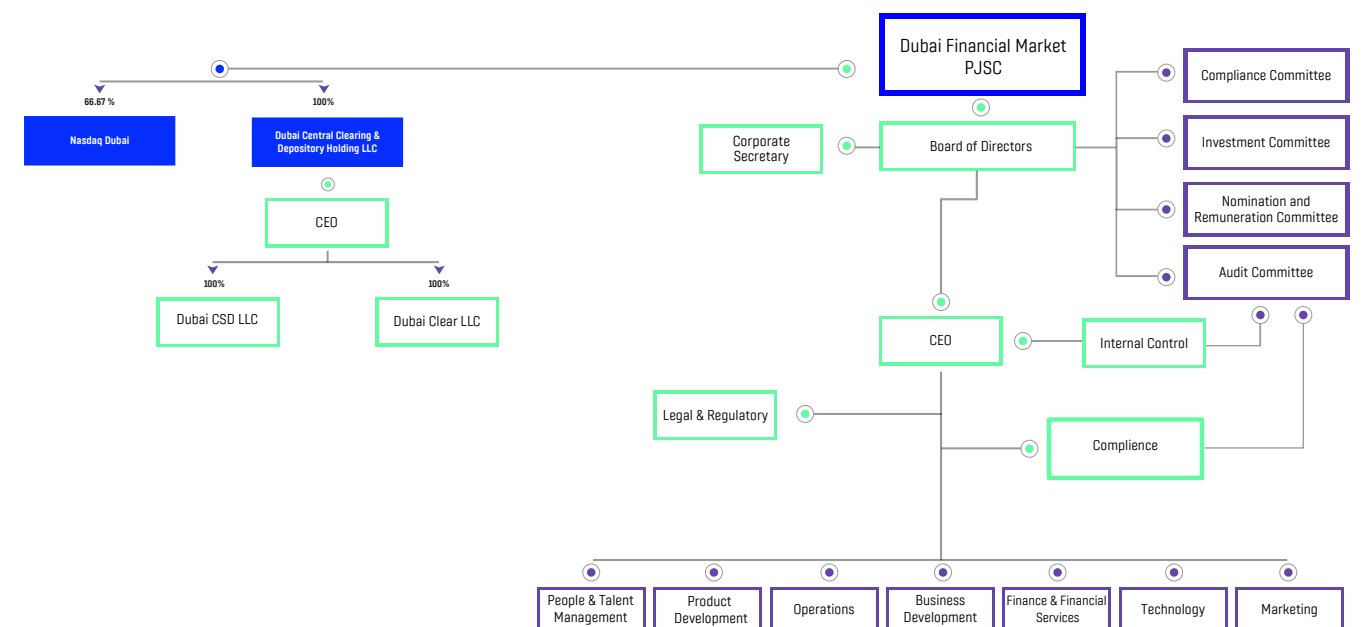 Dubai Financial Market
PJSC
Compliance Committee
66.67 %
100%
Nasdaq Dubai
Dubai Central Clearing &
Depository Holding LLC
Corporate
Secretary
Board of Directors
Investment Committee
Nomination and
Remuneration Committee
CEO
Audit Committee
100%
100%
Dubai CSD LLC
Dubai Clear LLC
CEO
Internal Control
Legal & Regulatory
Complience
People & Talent
Management
Product
Development
Operations
Business
Development
Finance & Financial
Services
Technology
Marketing